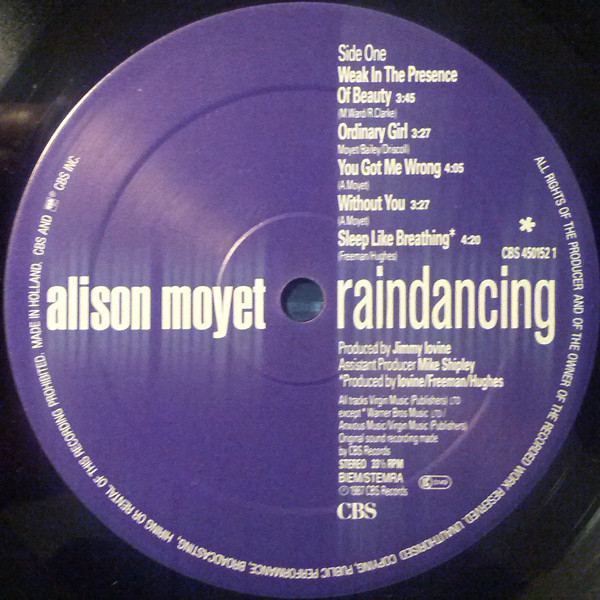 Side One
Weak In The Presence
Of Beauty 3:45
(M.Ward/R.Clarke)
Ordinary Girl 3:27
Moyet/Bailey/Driscoll)
You Got Me Wrong 4:05
(A.Moyet)
Without You 3:27
(A.Moyet)
Sleep Like Breathing* 4:20
(Freeman/Hughes)
*
CBS 450152 1
alison moyet
raindancing
Produced by Jimmy Iovine
Assistant Producer Mike Shipley
*Produced by Iovine/Freeman/Hughes
All tracks Virgin Music (Publishers) LTD
except * Warner Bros Music LTD/
Anxious Music/Virgin Music (Publishers)
Original sound recording made
by CBS Records
STEREO 33⅓ RPM
BIEM/STEMRA
℗ 1987 CBS Records
CBS
ALL RIGHTS OF THE PRODUCER AND OF THE OWNER OF THE RECORDED WORK RESERVED. UNAUTHORISED COPYING, PUBLIC PERFORMANCE, BROADCASTING, HIRING OR RENTAL OF THIS RECORDING PROHIBITED. MADE IN HOLLAND. CBS AND ® CBS INC.